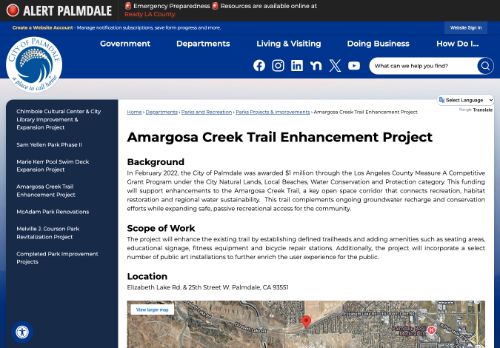 ALERT PALMDALE
Emergency Preparedness Resources are available online at
Ready LA County.
Create a Website Account - Manage notification subscriptions, save form progress and more.
Website Sign In
CITY OF PALMDALE
a place to call home
Government
Departments
Living & Visiting
Doing Business
How Do I...
What can we help you find?
Select Language
Powered by Google Translate
Chimbole Cultural Center & City
Library Improvement &
Expansion Project
Sam Yellen Park Phase II
Marie Kerr Pool Swim Deck
Expansion Project
Amargosa Creek Trail
Enhancement Project
McAdam Park Renovations
Melville J. Courson Park
Revitalization Project
Completed Park Improvement
Projects
Home › Departments › Parks and Recreation › Parks Projects & Improvements › Amargosa Creek Trail Enhancement Project
Amargosa Creek Trail Enhancement Project
Background
In February 2022, the City of Palmdale was awarded $1 million through the Los Angeles County Measure A Competitive
Grant Program under the City Natural Lands, Local Beaches, Water Conservation and Protection category. This funding
will support enhancements to the Amargosa Creek Trail, a key open space corridor that connects recreation, habitat
restoration and regional water sustainability. This trail complements ongoing groundwater recharge and conservation
efforts while expanding safe, passive recreational access for the community.
Scope of Work
The project will enhance the existing trail by establishing defined trailheads and adding amenities such as seating areas,
educational signage, fitness equipment and bicycle repair stations. Additionally, the project will incorporate a select
number of public art installations to further enrich the user experience for the public.
Location
Elizabeth Lake Rd. & 25th Street W. Palmdale, CA 93551
View larger map